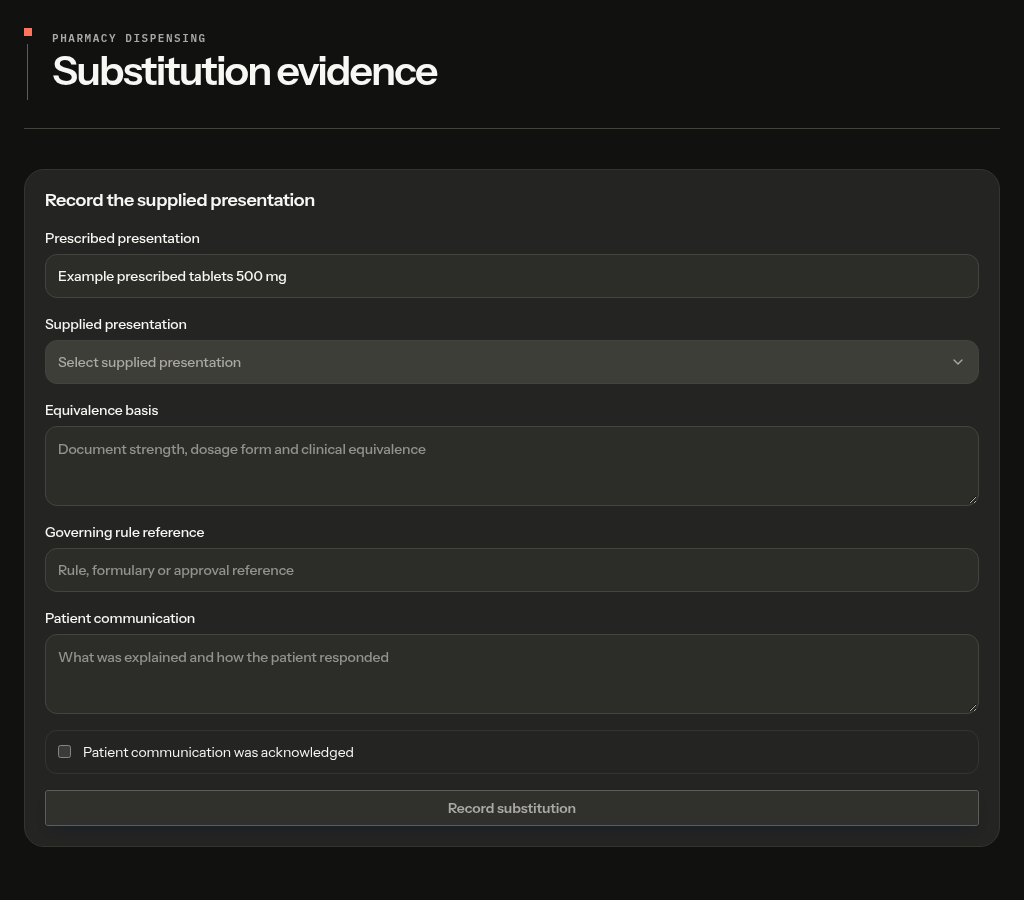 PHARMACY DISPENSING
Substitution evidence
Record the supplied presentation
Prescribed presentation
Example prescribed tablets 500 mg
Supplied presentation
Select supplied presentation
Equivalence basis
Document strength, dosage form and clinical equivalence
Governing rule reference
Rule, formulary or approval reference
Patient communication
What was explained and how the patient responded
Patient communication was acknowledged
Record substitution